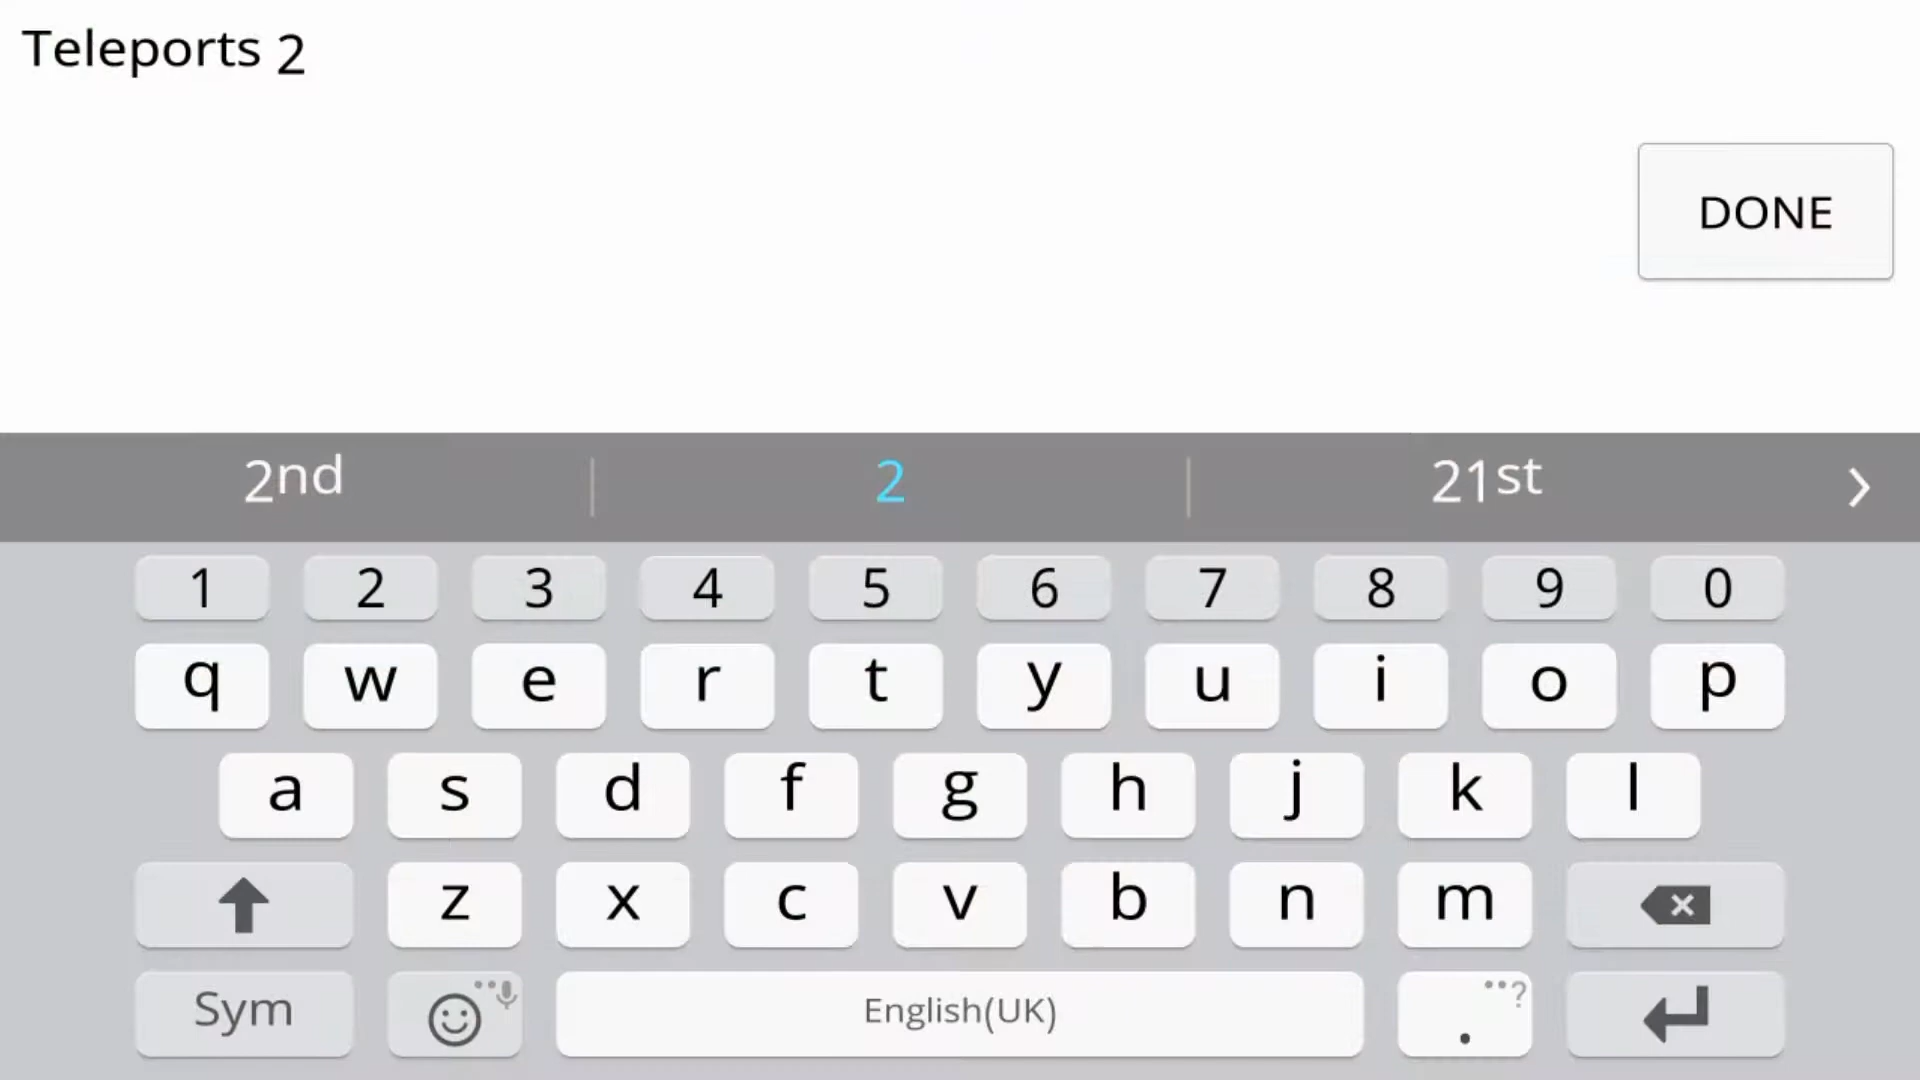 Teleports 2
DONE
2nd 2 21st
1 2 3 4 5 6 7 8 9 0
q w e r t y u i o p
a s d f g h j k l
z x c v b n m
Sym English(UK) . ?